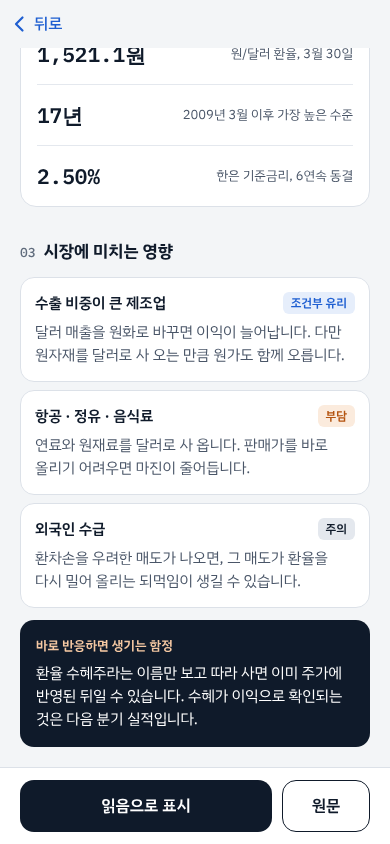 뒤로
1,521.1원
원/달러 환율, 3월 30일
17년
2009년 3월 이후 가장 높은 수준
2.50%
한은 기준금리, 6연속 동결
03 시장에 미치는 영향
수출 비중이 큰 제조업
조건부 유리
달러 매출을 원화로 바꾸면 이익이 늘어납니다. 다만
원자재를 달러로 사 오는 만큼 원가도 함께 오릅니다.
항공 · 정유 · 음식료
부담
연료와 원재료를 달러로 사 옵니다. 판매가를 바로
올리기 어려우면 마진이 줄어듭니다.
외국인 수급
주의
환차손을 우려한 매도가 나오면, 그 매도가 환율을
다시 밀어 올리는 되먹임이 생길 수 있습니다.
바로 반응하면 생기는 함정
환율 수혜주라는 이름만 보고 따라 사면 이미 주가에
반영된 뒤일 수 있습니다. 수혜가 이익으로 확인되는
것은 다음 분기 실적입니다.
읽음으로 표시
원문